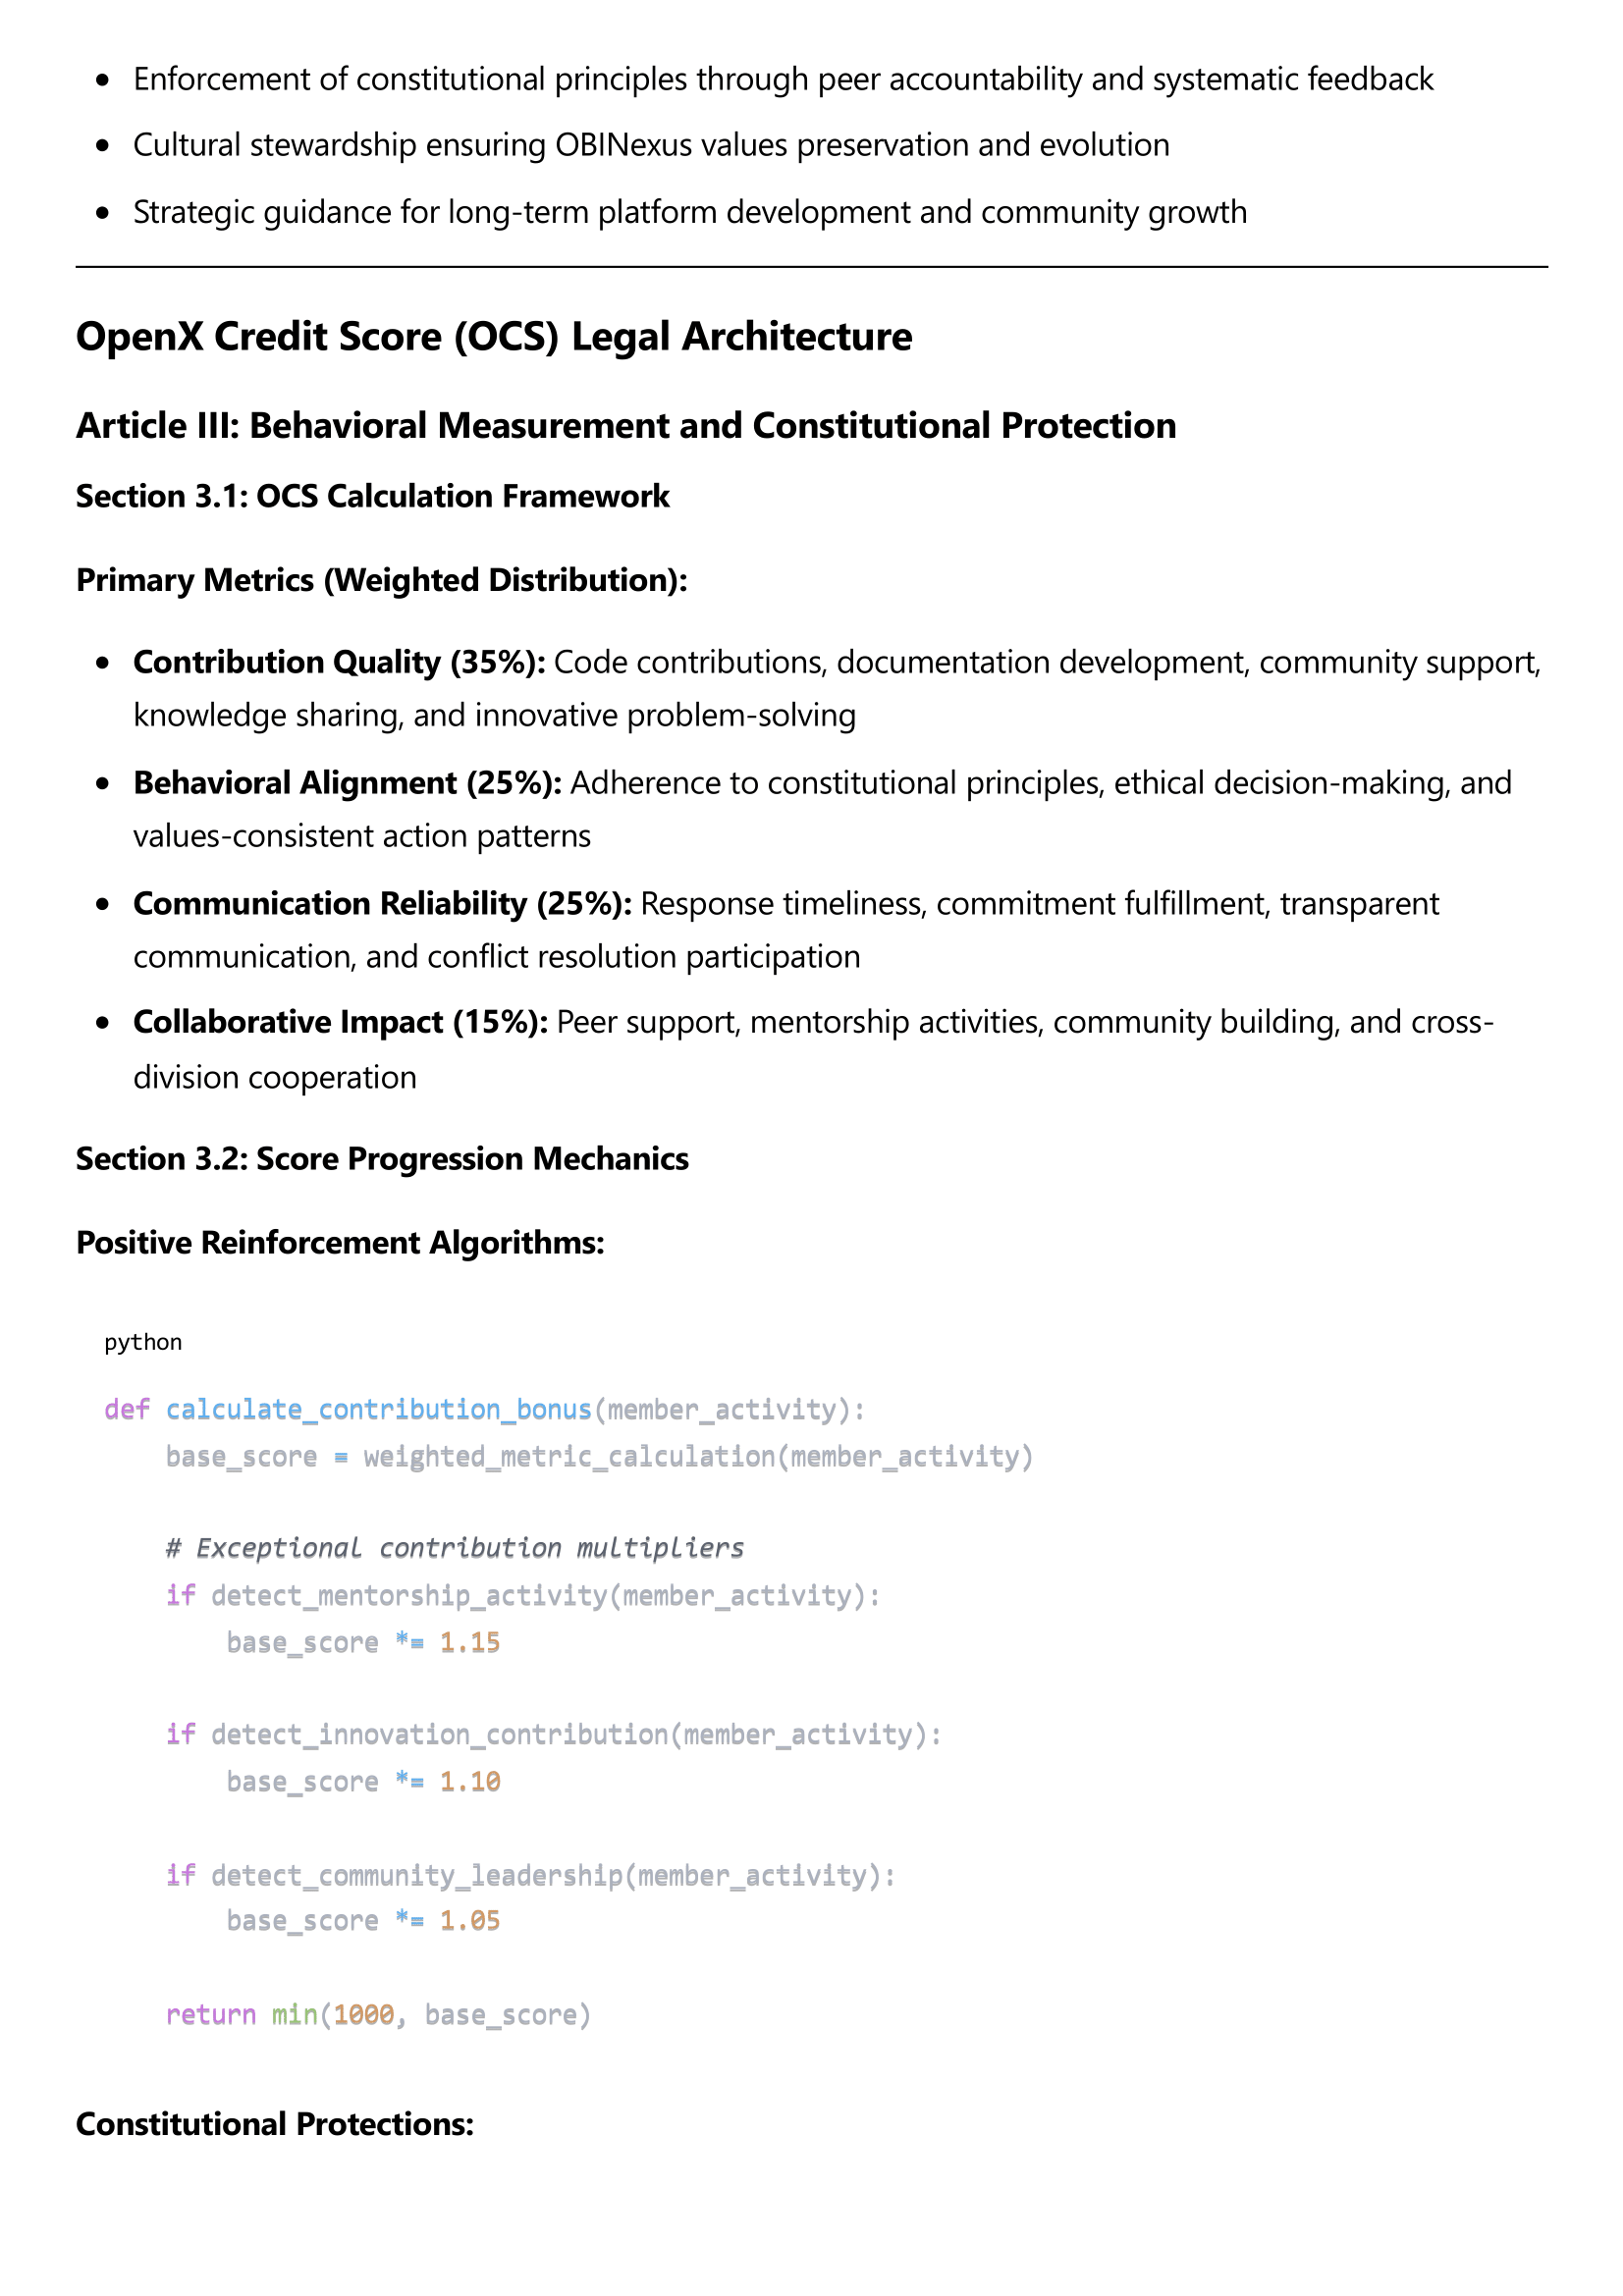 • Enforcement of constitutional principles through peer accountability and systematic feedback
• Cultural stewardship ensuring OBINexus values preservation and evolution
• Strategic guidance for long-term platform development and community growth
OpenX Credit Score (OCS) Legal Architecture
Article III: Behavioral Measurement and Constitutional Protection
Section 3.1: OCS Calculation Framework
Primary Metrics (Weighted Distribution):
• Contribution Quality (35%): Code contributions, documentation development, community support,
knowledge sharing, and innovative problem-solving
• Behavioral Alignment (25%): Adherence to constitutional principles, ethical decision-making, and
values-consistent action patterns
• Communication Reliability (25%): Response timeliness, commitment fulfillment, transparent
communication, and conflict resolution participation
• Collaborative Impact (15%): Peer support, mentorship activities, community building, and cross-
division cooperation
Section 3.2: Score Progression Mechanics
Positive Reinforcement Algorithms:
python
def calculate_contribution_bonus(member_activity):
    base_score = weighted_metric_calculation(member_activity)
    # Exceptional contribution multipliers
    if detect_mentorship_activity(member_activity):
        base_score *= 1.15
    if detect_innovation_contribution(member_activity):
        base_score *= 1.10
    if detect_community_leadership(member_activity):
        base_score *= 1.05
    return min(1000, base_score)
Constitutional Protections: